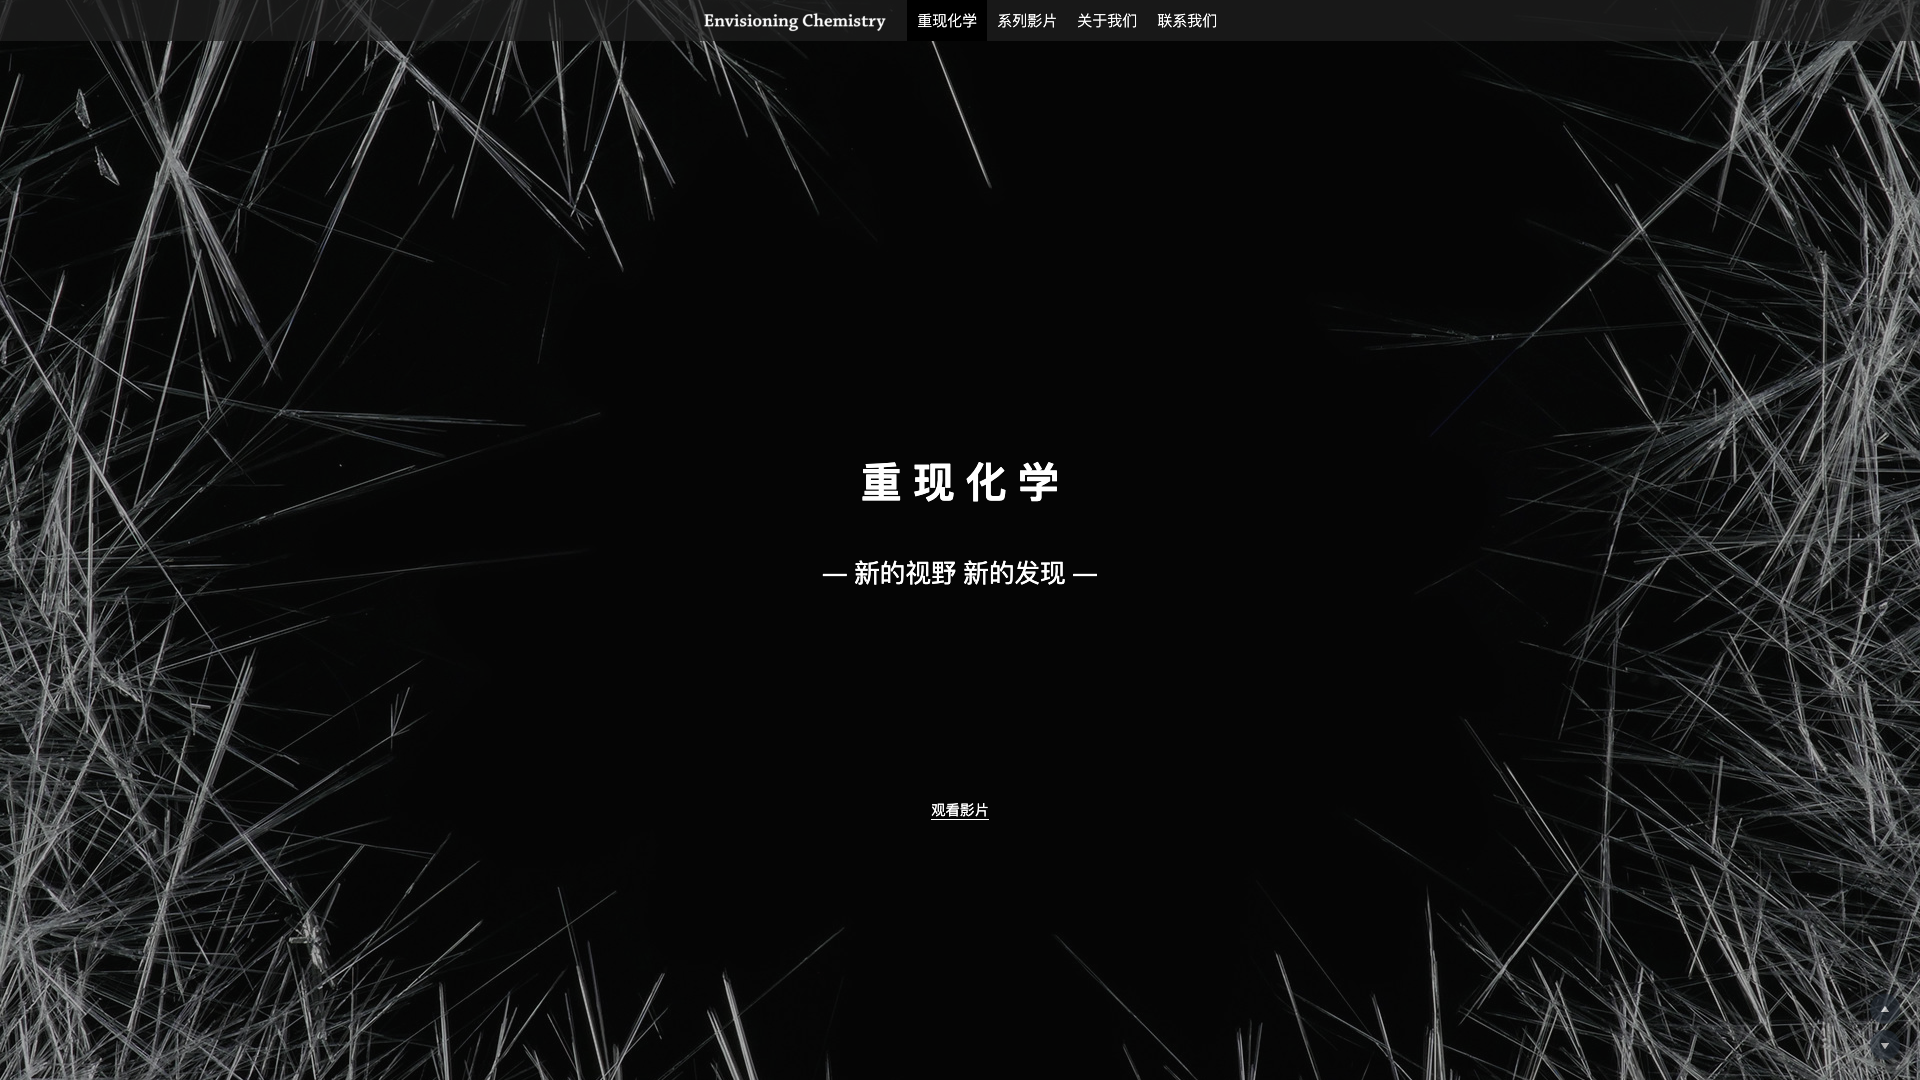 Envisioning Chemistry 重现化学 系列影片 关于我们 联系我们
重现化学
— 新的视野 新的发现 —
观看影片